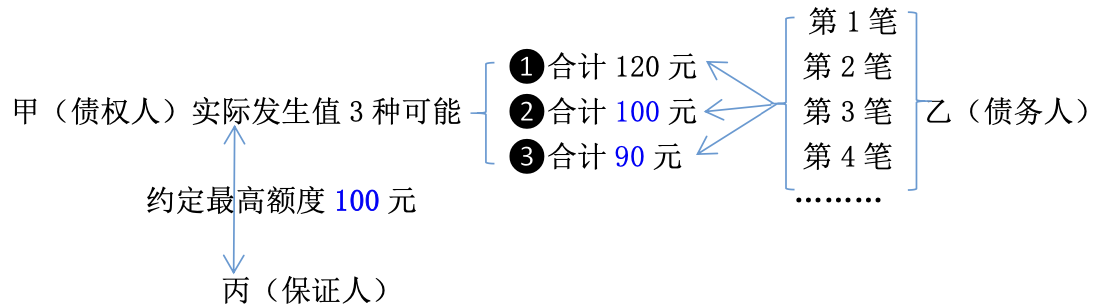 第 1 笔
❶合计 120 元
第 2 笔
甲（债权人）实际发生值 3 种可能
❷合计 100 元
第 3 笔
乙（债务人）
❸合计 90 元
第 4 笔
………
约定最高额度 100 元
丙（保证人）